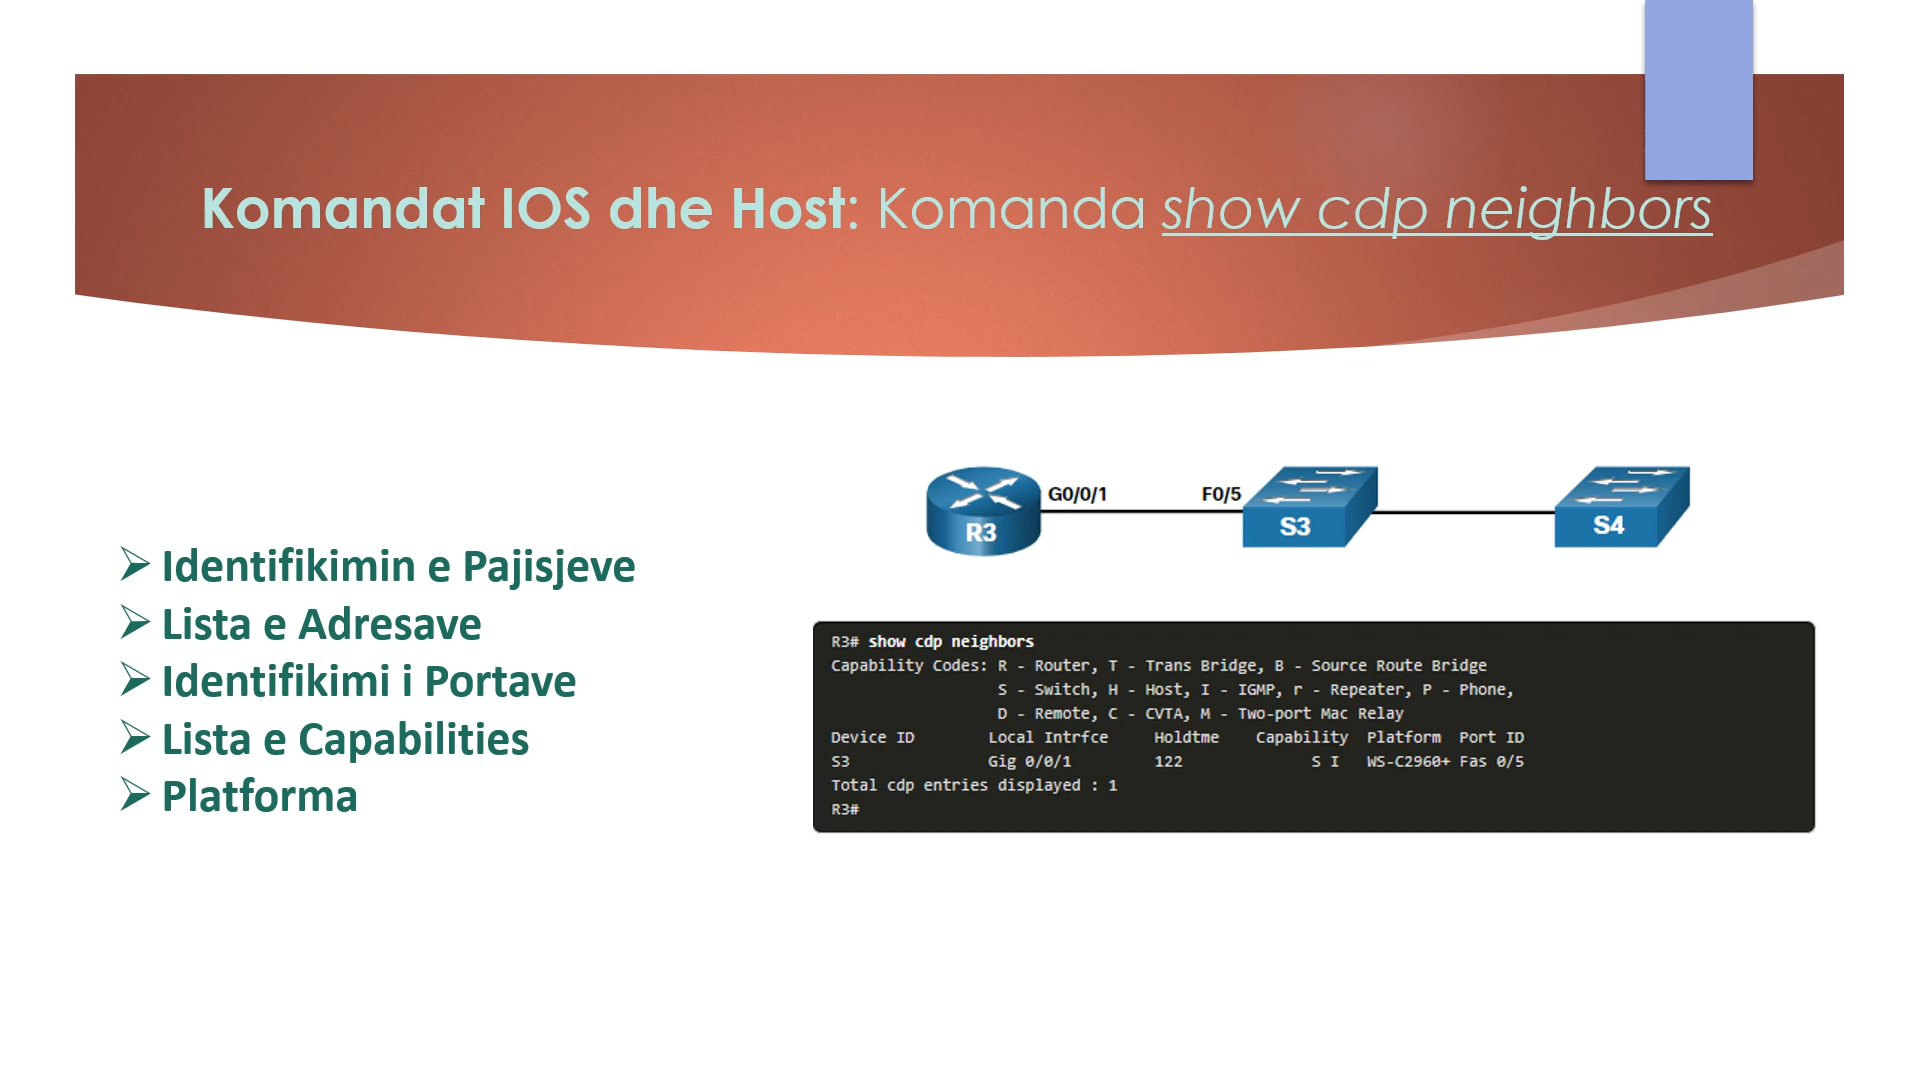 Komandat IOS dhe Host: Komanda show cdp neighbors
Identifikimin e Pajisjeve
Lista e Adresave
Identifikimi i Portave
Lista e Capabilities
Platforma
G0/0/1 F0/5
R3 S3 S4
R3# show cdp neighbors
Capability Codes: R - Router, T - Trans Bridge, B - Source Route Bridge
S - Switch, H - Host, I - IGMP, r - Repeater, P - Phone,
D - Remote, C - CVTA, M - Two-port Mac Relay
Device ID Local Intrfce Holdtme Capability Platform Port ID
S3 Gig 0/0/1 122 S I WS-C2960+ Fas 0/5
Total cdp entries displayed : 1
R3#